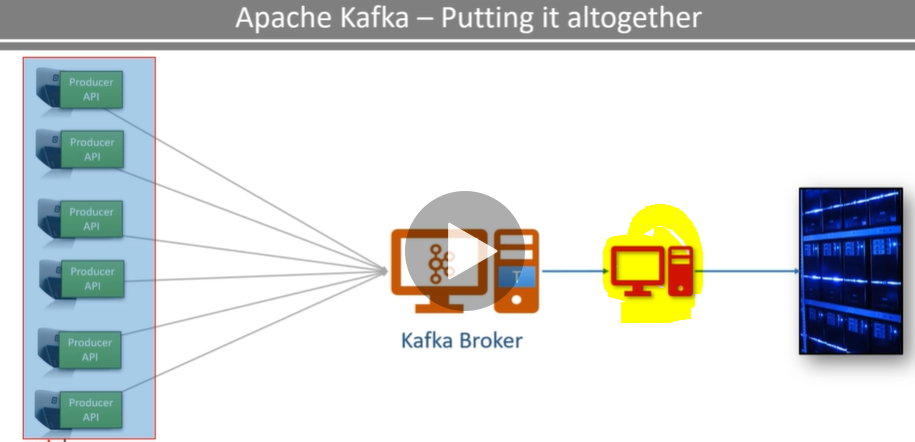 Apache Kafka – Putting it altogether
Producer
API
Producer
API
Producer
API
Producer
API
Producer
API
Producer
API
T
Kafka Broker